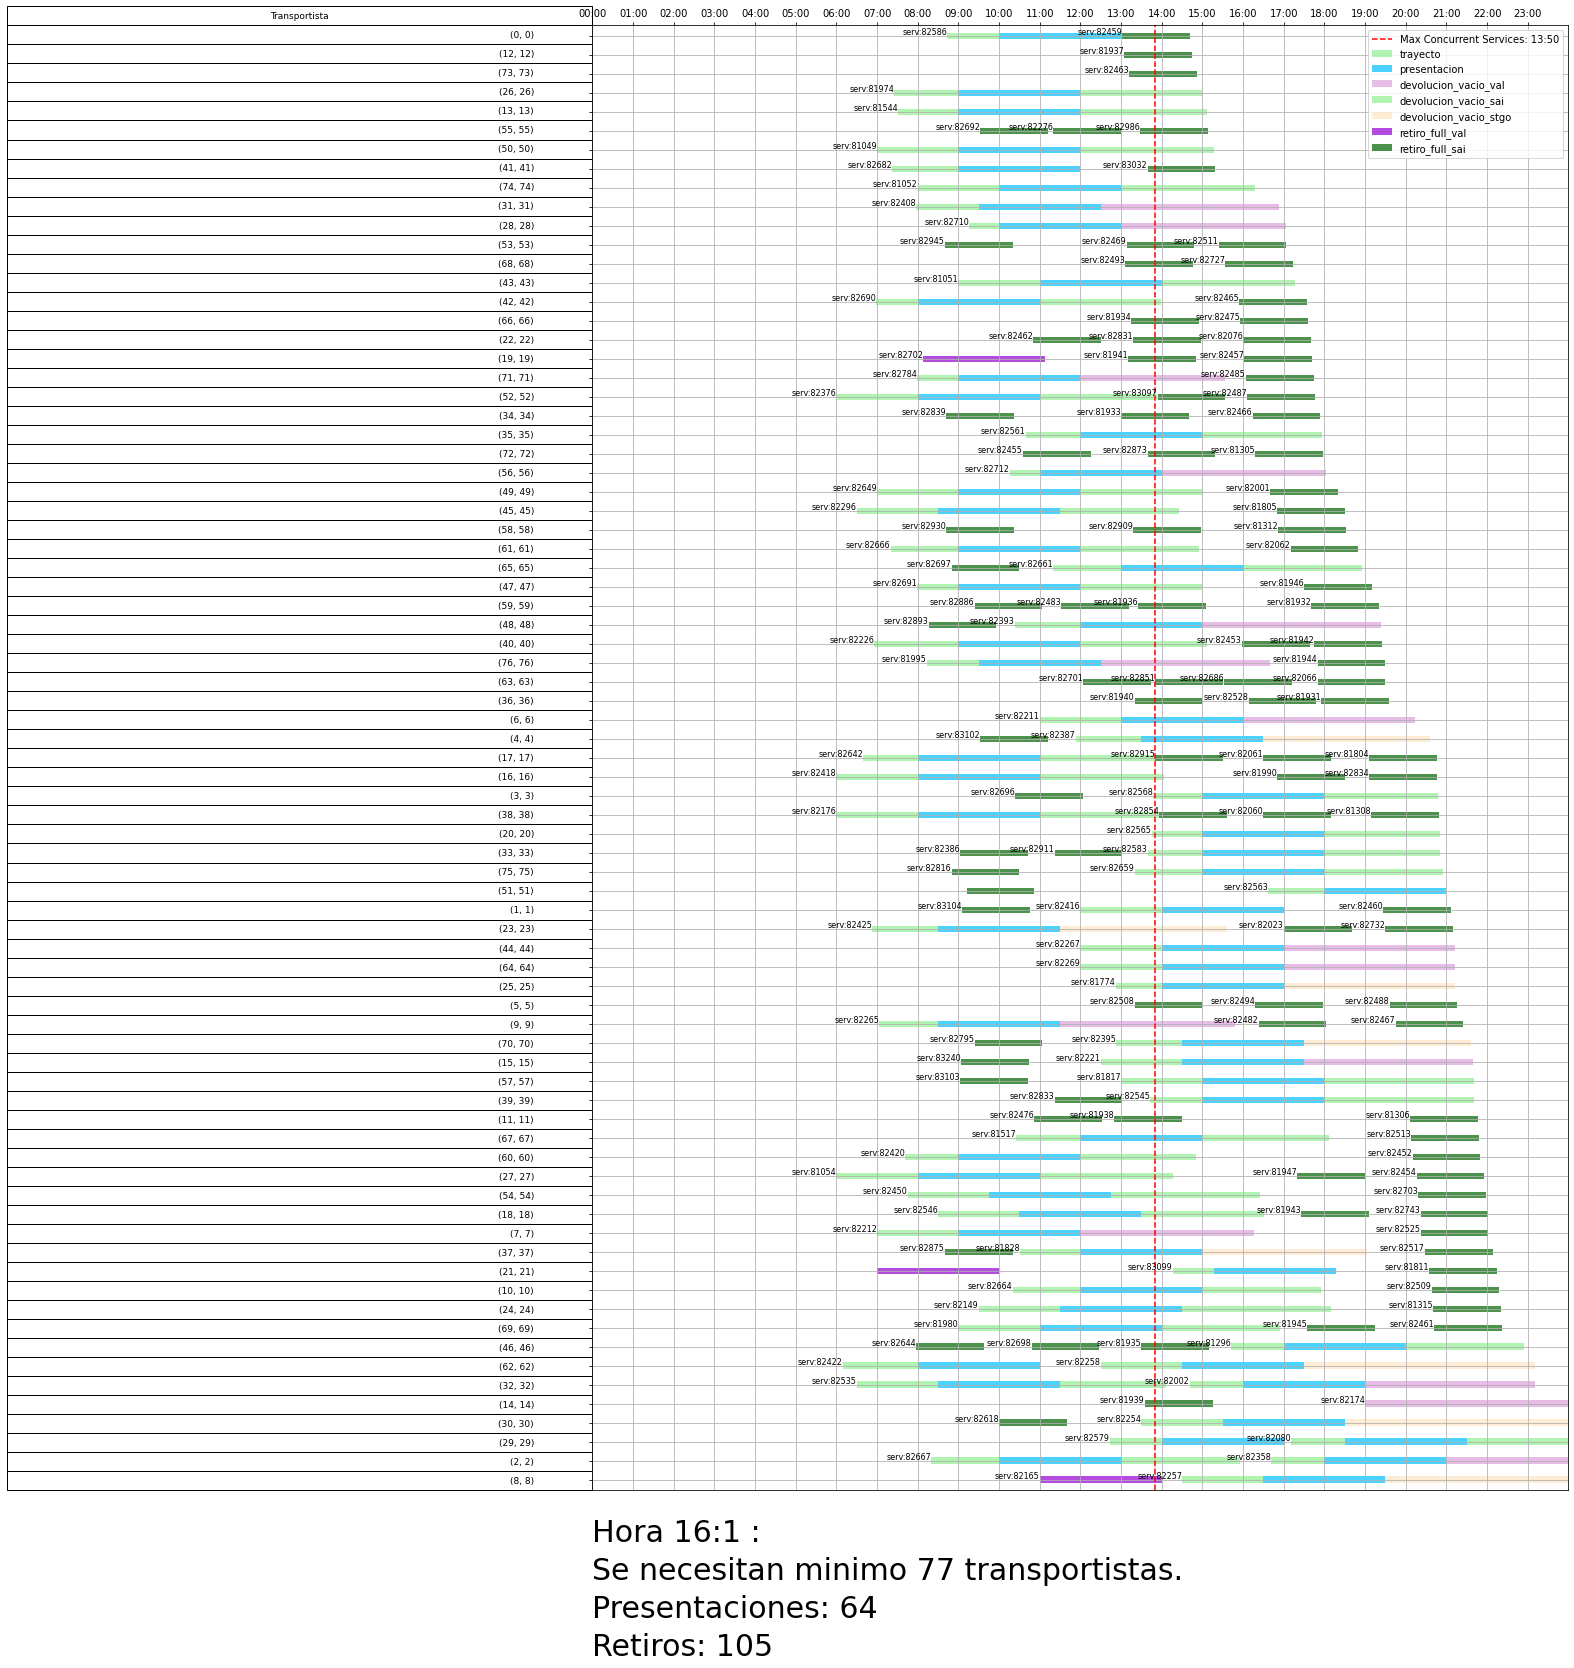 Transportista
00:00 01:00 02:00 03:00 04:00 05:00 06:00 07:00 08:00 09:00 10:00 11:00 12:00 13:00 14:00 15:00 16:00 17:00 18:00 19:00 20:00 21:00 22:00 23:00
Max Concurrent Services: 13:50
trayecto
presentacion
devolucion_vacio_val
devolucion_vacio_sai
devolucion_vacio_stgo
retiro_full_val
retiro_full_sai
(0, 0) serv:82586 serv:82459
(12, 12) serv:81937
(73, 73) serv:82463
(26, 26) serv:81974
(13, 13) serv:81544
(55, 55) serv:82692 serv:82276 serv:82986
(50, 50) serv:81049
(41, 41) serv:82682 serv:83032
(74, 74) serv:81052
(31, 31) serv:82408
(28, 28) serv:82710
(53, 53) serv:82945 serv:82469 serv:82511
(68, 68) serv:82493 serv:82727
(43, 43) serv:81051
(42, 42) serv:82690 serv:82465
(66, 66) serv:81934 serv:82475
(22, 22) serv:82462 serv:82831 serv:82076
(19, 19) serv:82702 serv:81941 serv:82457
(71, 71) serv:82784 serv:82485
(52, 52) serv:82376 serv:83097 serv:82487
(34, 34) serv:82839 serv:81933 serv:82466
(35, 35) serv:82561
(72, 72) serv:82455 serv:82873 serv:81305
(56, 56) serv:82712
(49, 49) serv:82649 serv:82001
(45, 45) serv:82296 serv:81805
(58, 58) serv:82930 serv:82909 serv:81312
(61, 61) serv:82666 serv:82062
(65, 65) serv:82697 serv:82661
(47, 47) serv:82691 serv:81946
(59, 59) serv:82886 serv:82483 serv:81936 serv:81932
(48, 48) serv:82893 serv:82393
(40, 40) serv:82226 serv:82453 serv:81942
(76, 76) serv:81995 serv:81944
(63, 63) serv:82701 serv:82851 serv:82686 serv:82066
(36, 36) serv:81940 serv:82528 serv:81931
(6, 6) serv:82211
(4, 4) serv:83102 serv:82387
(17, 17) serv:82642 serv:82915 serv:82061 serv:81804
(16, 16) serv:82418 serv:81990 serv:82834
(3, 3) serv:82696 serv:82568
(38, 38) serv:82176 serv:82854 serv:82060 serv:81308
(20, 20) serv:82565
(33, 33) serv:82386 serv:82911 serv:82583
(75, 75) serv:82816 serv:82659
(51, 51) serv:82563
(1, 1) serv:83104 serv:82416 serv:82460
(23, 23) serv:82425 serv:82023 serv:82732
(44, 44) serv:82267
(64, 64) serv:82269
(25, 25) serv:81774
(5, 5) serv:82508 serv:82494 serv:82488
(9, 9) serv:82265 serv:82482 serv:82467
(70, 70) serv:82795 serv:82395
(15, 15) serv:83240 serv:82221
(57, 57) serv:83103 serv:81817
(39, 39) serv:82833 serv:82545
(11, 11) serv:82476 serv:81938 serv:81306
(67, 67) serv:81517 serv:82513
(60, 60) serv:82420 serv:82452
(27, 27) serv:81054 serv:81947 serv:82454
(54, 54) serv:82450 serv:82703
(18, 18) serv:82546 serv:81943 serv:82743
(7, 7) serv:82212 serv:82525
(37, 37) serv:82875 serv:81828 serv:82517
(21, 21) serv:83099 serv:81811
(10, 10) serv:82664 serv:82509
(24, 24) serv:82149 serv:81315
(69, 69) serv:81980 serv:81945 serv:82461
(46, 46) serv:82644 serv:82698 serv:81935 serv:81296
(62, 62) serv:82422 serv:82258
(32, 32) serv:82535 serv:82002
(14, 14) serv:81939 serv:82174
(30, 30) serv:82618 serv:82254
(29, 29) serv:82579 serv:82080
(2, 2) serv:82667 serv:82358
(8, 8) serv:82165 serv:82257
Hora 16:1 :
Se necesitan minimo 77 transportistas.
Presentaciones: 64
Retiros: 105